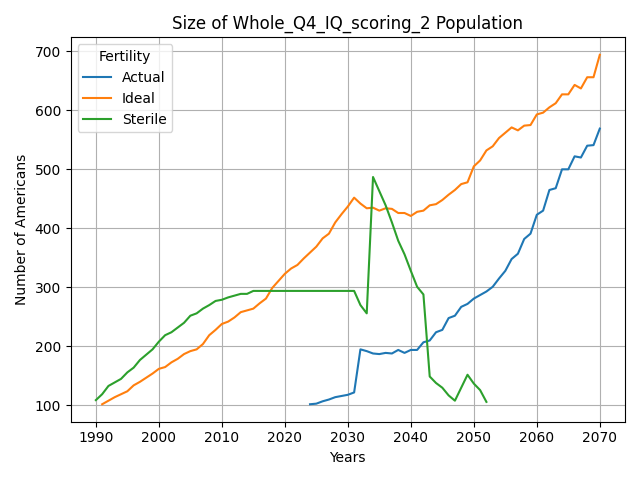 Size of Whole_Q4_IQ_scoring_2 Population
Fertility
Actual
Ideal
Sterile
Number of Americans
700
600
500
400
300
200
100
1990 2000 2010 2020 2030 2040 2050 2060 2070
Years